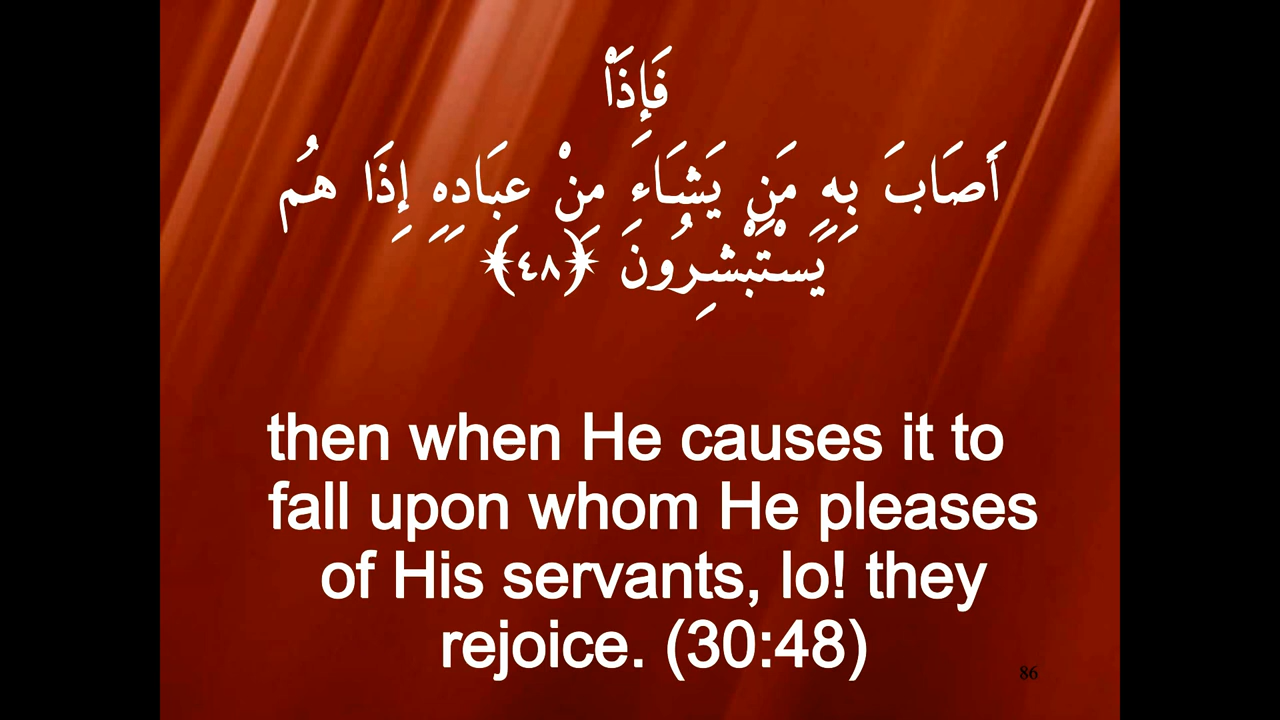 فَإِذَا
أَصَابَ بِهِ مَن يَشَاءُ مِنْ عِبَادِهِ إِذَا هُم
يَسْتَبْشِرُونَ ﴿٤٨﴾
then when He causes it to
fall upon whom He pleases
of His servants, lo! they
rejoice. (30:48)
86